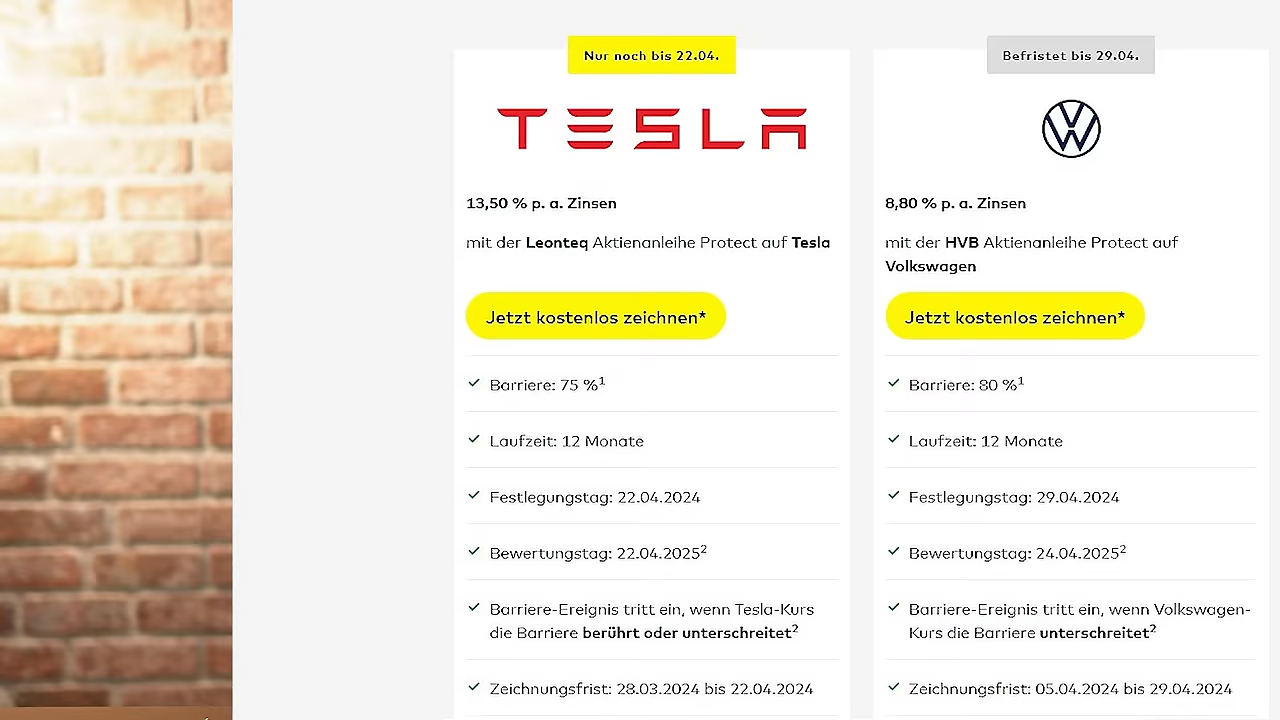 Nur noch bis 22.04.
TESLA
13,50 % p. a. Zinsen
mit der Leonteq Aktienanleihe Protect auf Tesla
Jetzt kostenlos zeichnen*
Barriere: 75 %¹
Laufzeit: 12 Monate
Festlegungstag: 22.04.2024
Bewertungstag: 22.04.2025²
Barriere-Ereignis tritt ein, wenn Tesla-Kurs
die Barriere berührt oder unterschreitet²
Zeichnungsfrist: 28.03.2024 bis 22.04.2024
Befristet bis 29.04.
VW
8,80 % p. a. Zinsen
mit der HVB Aktienanleihe Protect auf
Volkswagen
Jetzt kostenlos zeichnen*
Barriere: 80 %¹
Laufzeit: 12 Monate
Festlegungstag: 29.04.2024
Bewertungstag: 24.04.2025²
Barriere-Ereignis tritt ein, wenn Volkswagen-
Kurs die Barriere unterschreitet²
Zeichnungsfrist: 05.04.2024 bis 29.04.2024